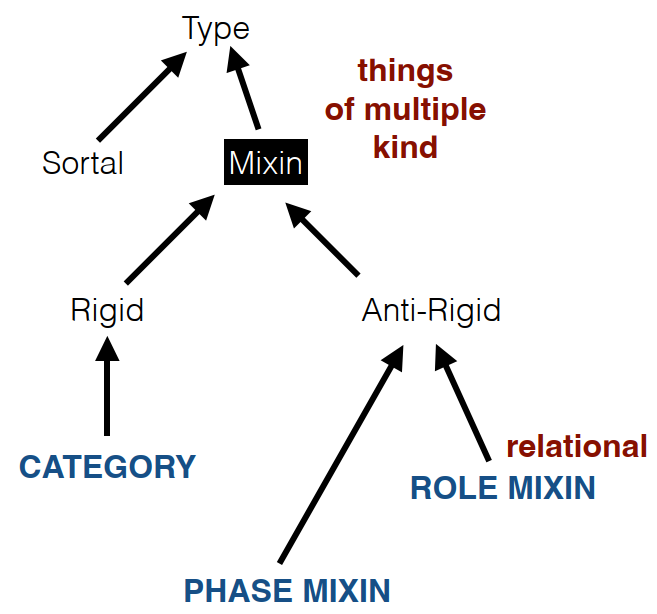 Type
things
of multiple
kind
Sortal
Mixin
Rigid
Anti-Rigid
relational
CATEGORY
ROLE MIXIN
PHASE MIXIN